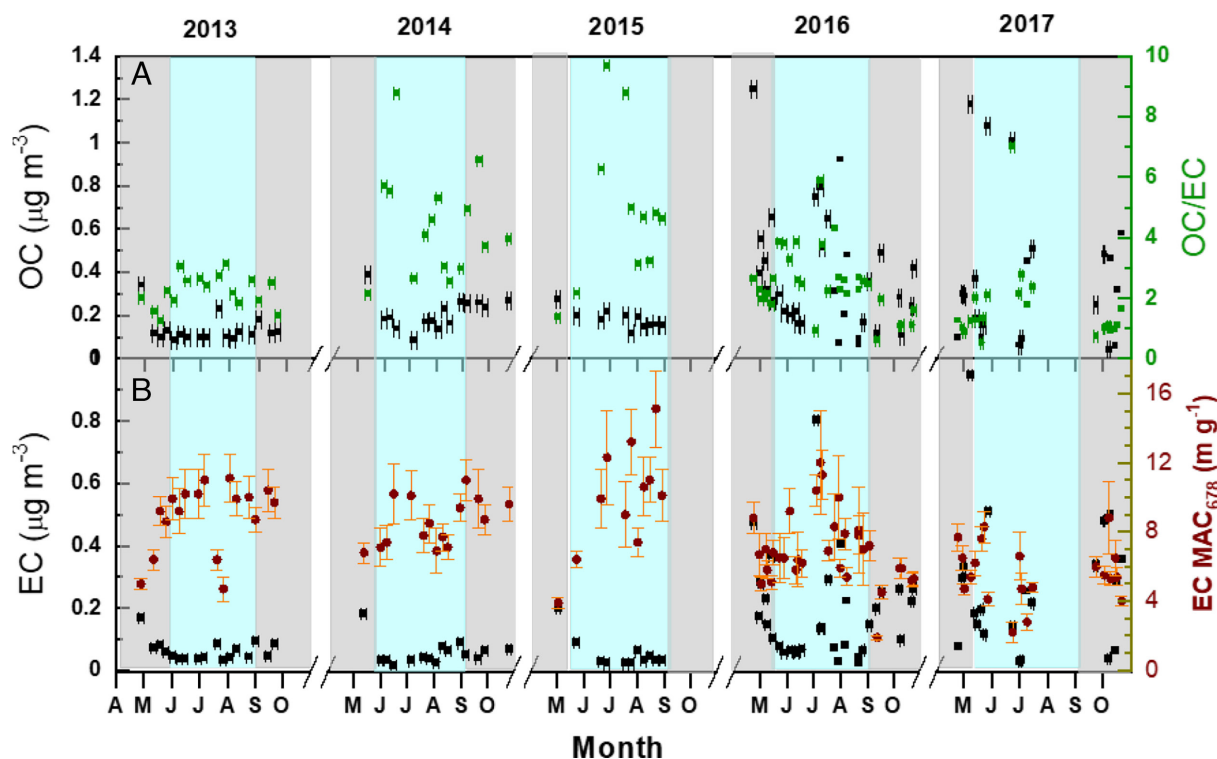 2013 2014 2015 2016 2017
A
1.4 1.2 1 0.8 0.6 0.4 0.2 0
OC (μg m-3)
10 8 6 4 2 0
OC/EC
B
0.8 0.6 0.4 0.2 0
EC (μg m-3)
16 12 8 4 0
EC MAC678 (m g-1)
A M J J A S O M J J A S O M J J A S O M J J A S O M J J A S O
Month